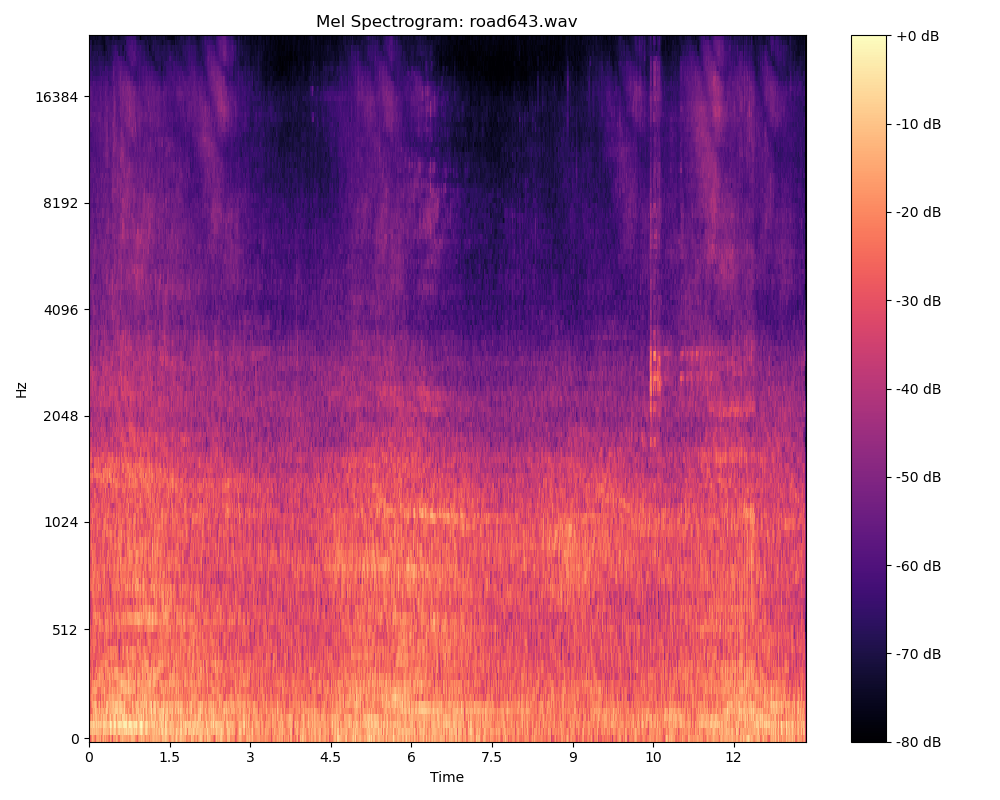 Mel Spectrogram: road643.wav
Hz
16384
8192
4096
2048
1024
512
0
0 1.5 3 4.5 6 7.5 9 10 12
Time
+0 dB
-10 dB
-20 dB
-30 dB
-40 dB
-50 dB
-60 dB
-70 dB
-80 dB